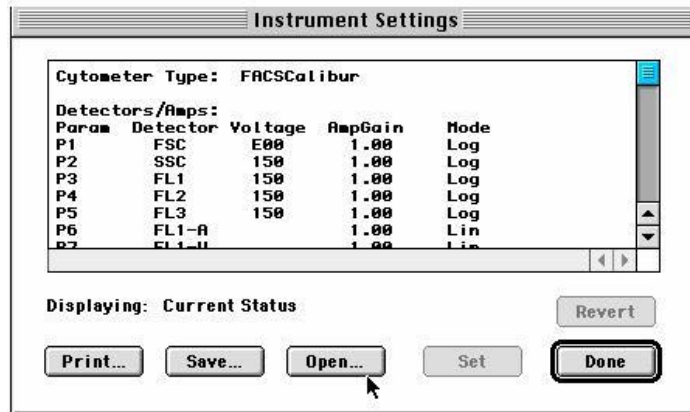 Instrument Settings
Cytometer Type: FACSCalibur
Detectors/Amps:
Param Detector Voltage AmpGain Mode
P1 FSC E00 1.00 Log
P2 SSC 150 1.00 Log
P3 FL1 150 1.00 Log
P4 FL2 150 1.00 Log
P5 FL3 150 1.00 Log
P6 FL1-A 1.00 Lin
Displaying: Current Status
Revert
Print... Save... Open... Set Done